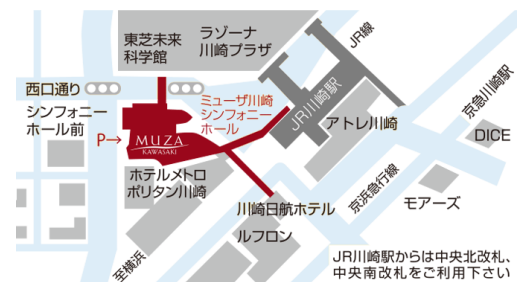 東芝未来
科学館
ラゾーナ
川崎プラザ
JR線
西口通り
シンフォニー
ホール前
ミューザ川崎
シンフォニー
ホール
JR川崎駅
アトレ川崎
京急川崎駅
DICE
P→
MUZA
KAWASAKI
ホテルメトロ
ポリタン川崎
川崎日航ホテル
ルフロン
京浜急行線
モアーズ
至横浜
JR川崎駅からは中央北改札、
中央南改札をご利用下さい